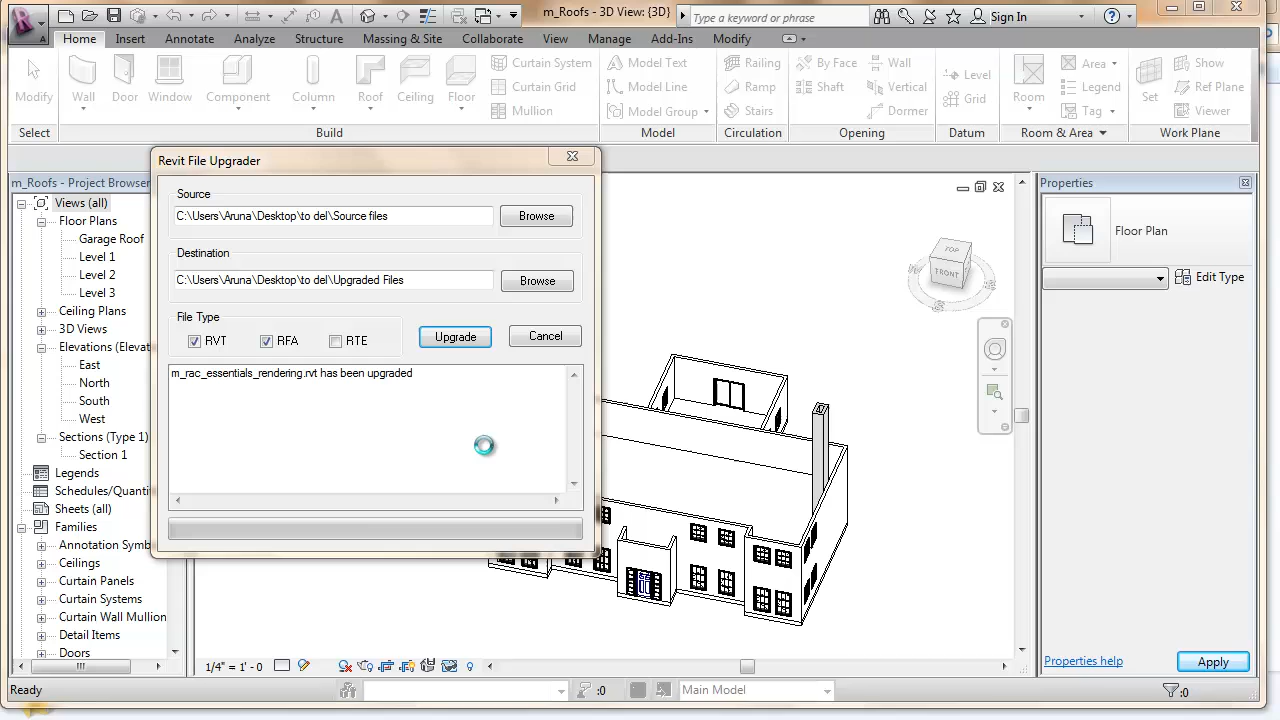 m_Roofs - 3D View: {3D}
Type a keyword or phrase
Sign In
Home Insert Annotate Analyze Structure Massing & Site Collaborate View Manage Add-Ins Modify
Modify
Wall
Door
Window
Component
Column
Roof
Ceiling
Floor
Curtain System
Curtain Grid
Mullion
Model Text
Model Line
Model Group
Railing
Ramp
Stairs
By Face
Shaft
Wall
Vertical
Dormer
Level
Grid
Room
Area
Legend
Tag
Set
Show
Ref Plane
Viewer
Select Build Model Circulation Opening Datum Room & Area Work Plane
m_Roofs - Project Browser
Views (all)
Floor Plans
Garage Roof
Level 1
Level 2
Level 3
Ceiling Plans
3D Views
Elevations (Elevat
East
North
South
West
Sections (Type 1)
Section 1
Legends
Schedules/Quanti
Sheets (all)
Families
Annotation Symb
Ceilings
Curtain Panels
Curtain Systems
Curtain Wall Mullion
Detail Items
Doors
Revit File Upgrader
Source
C:\Users\Aruna\Desktop\to del\Source files
Browse
Destination
C:\Users\Aruna\Desktop\to del\Upgraded Files
Browse
File Type
RVT RFA RTE
Upgrade
Cancel
m_rac_essentials_rendering.rvt has been upgraded
TOP
FRONT
Properties
Floor Plan
Edit Type
Properties help
Apply
1/4" = 1'-0
Ready
:0
Main Model
:0